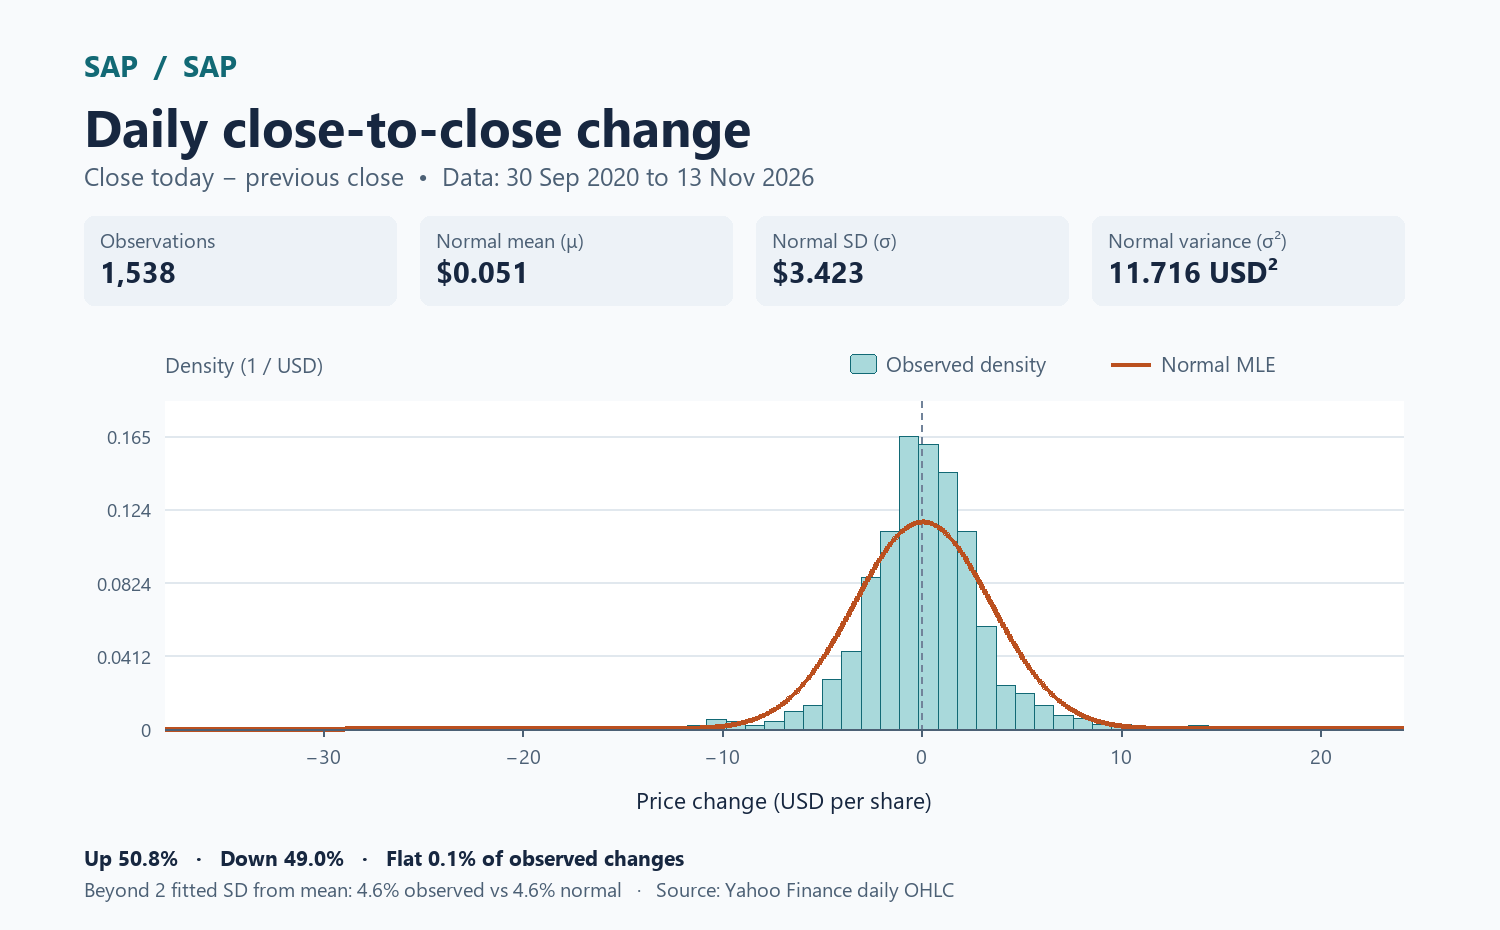 SAP / SAP
Daily close-to-close change
Close today − previous close • Data: 30 Sep 2020 to 13 Nov 2026
Observations
1,538
Normal mean (μ)
$0.051
Normal SD (σ)
$3.423
Normal variance (σ²)
11.716 USD²
Density (1 / USD)
Observed density
Normal MLE
0.165
0.124
0.0824
0.0412
0
−30
−20
−10
0
10
20
Price change (USD per share)
Up 50.8% · Down 49.0% · Flat 0.1% of observed changes
Beyond 2 fitted SD from mean: 4.6% observed vs 4.6% normal · Source: Yahoo Finance daily OHLC